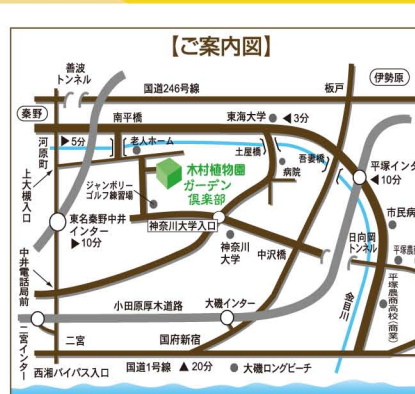 【ご案内図】
善波
トンネル
国道246号線
板戸
伊勢原
秦野
南平橋
東海大学 ◀3分
河原町
▶5分
老人ホーム
土屋橋
吾妻橋
病院
平塚インター
◀10分
木村植物園
ガーデン
倶楽部
上大槻入口
ジャンボリー
ゴルフ練習場
東名秦野中井
インター
▶10分
神奈川大学入口
神奈川
大学
中沢橋
日向岡
トンネル
市民病
平塚農
中井電話局前
小田原厚木道路
大磯インター
金目川
平塚農商高校(商業)
二宮インター
二宮
国府新宿
西湘バイパス入口
国道1号線 ▲20分
大磯ロングビーチ